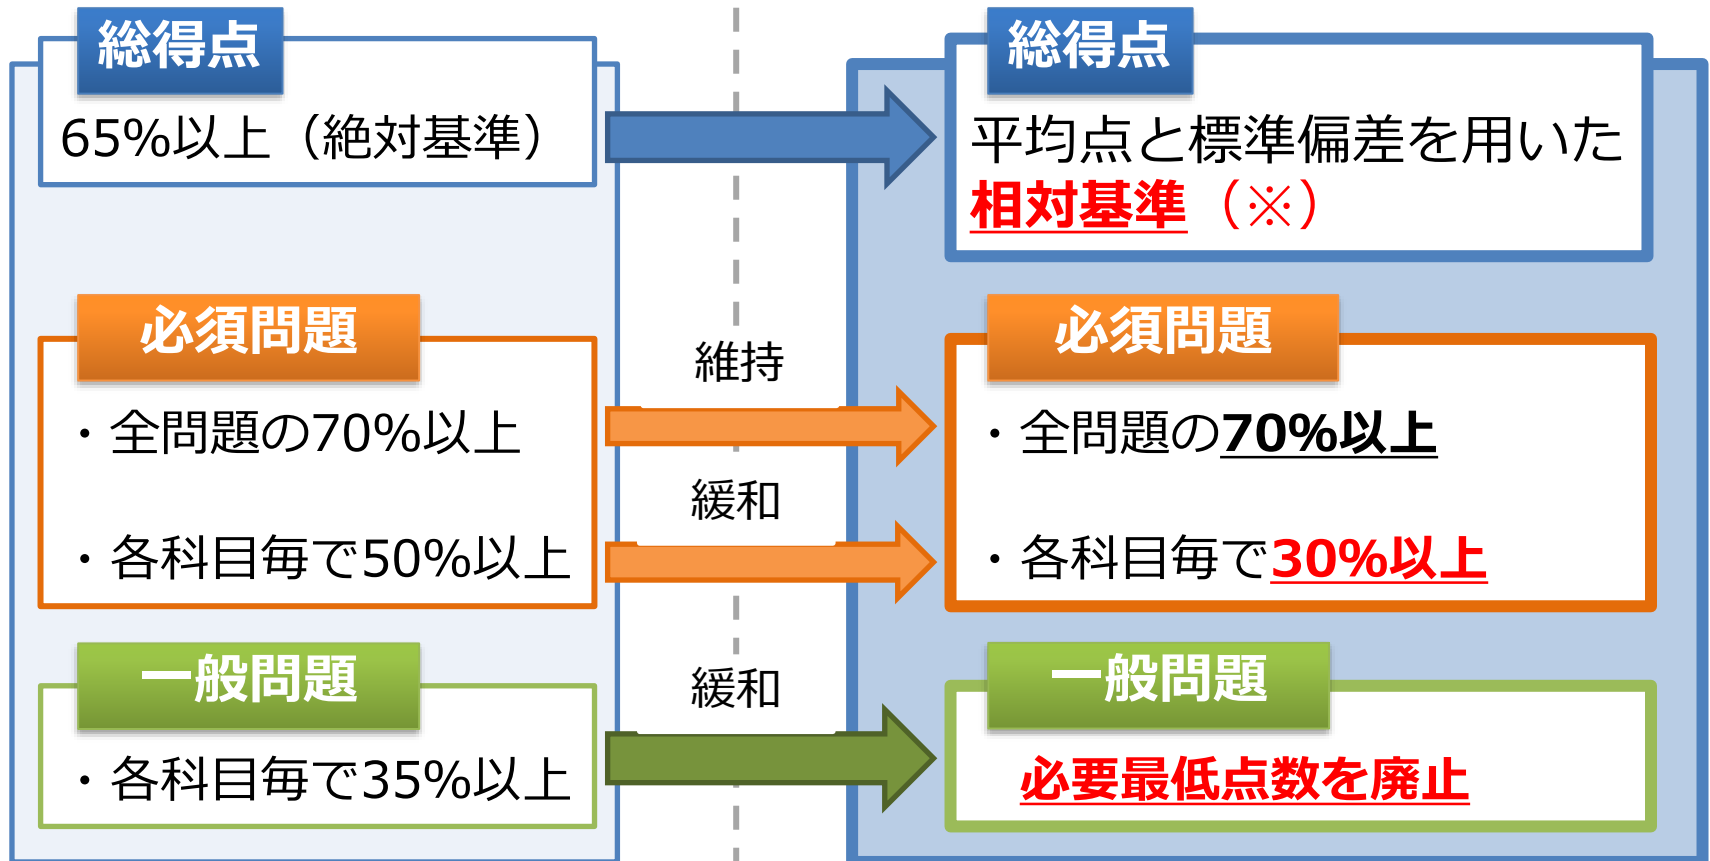 総得点
65%以上（絶対基準）
必須問題
・全問題の70%以上
・各科目毎で50%以上
一般問題
・各科目毎で35%以上
維持
緩和
緩和
総得点
平均点と標準偏差を用いた
相対基準（※）
必須問題
・全問題の70%以上
・各科目毎で30%以上
一般問題
必要最低点数を廃止